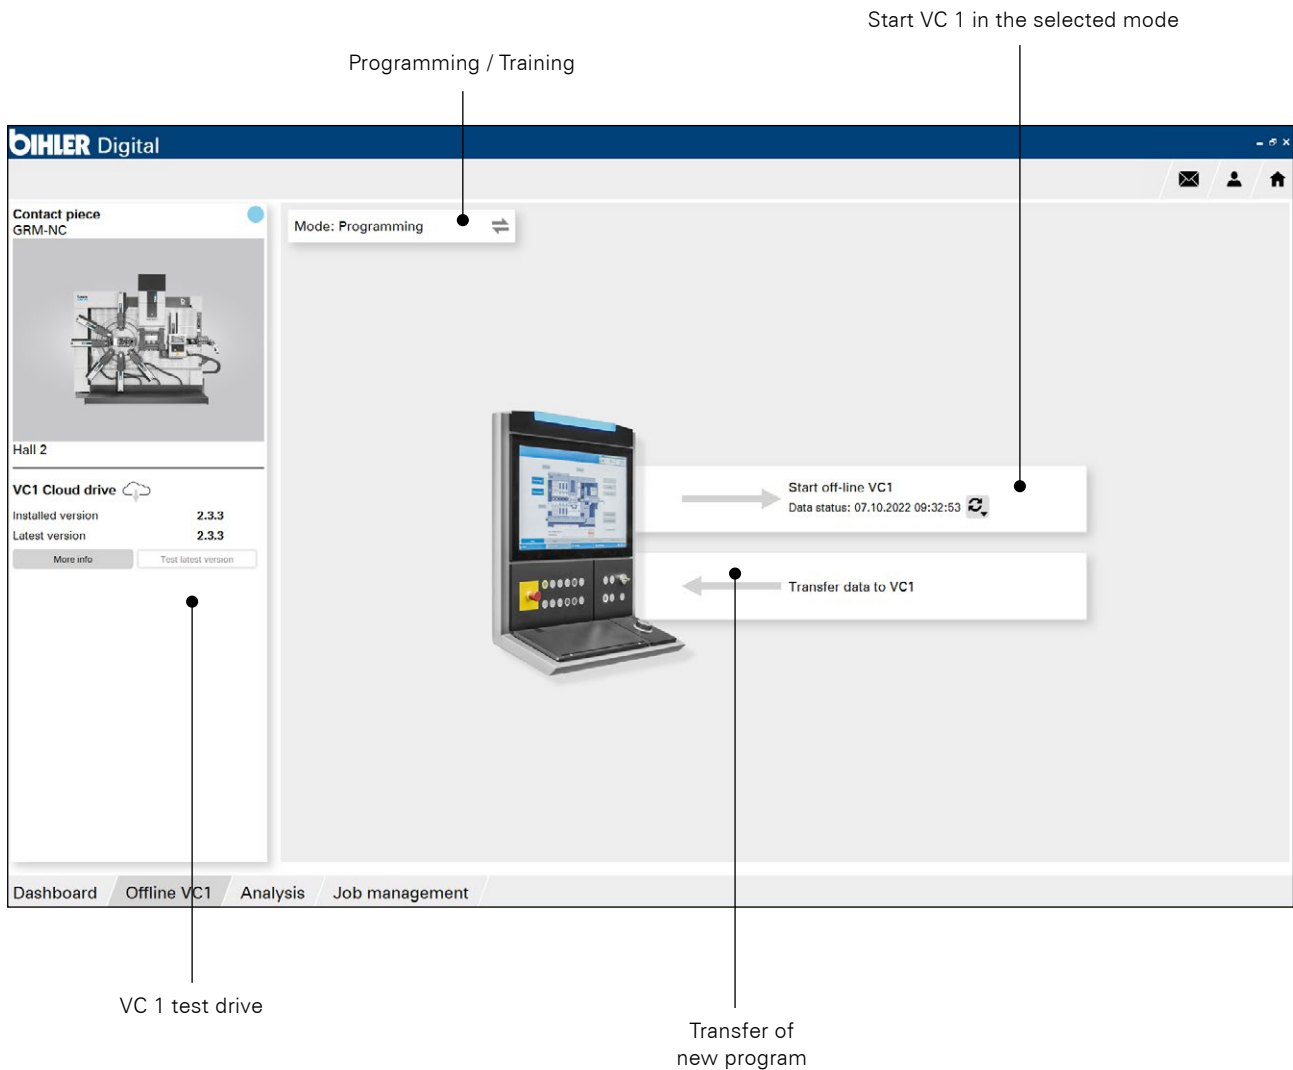 Start VC 1 in the selected mode
Programming / Training
BIHLER Digital
Contact piece
GRM-NC
Mode: Programming
Hall 2
VC1 Cloud drive
Installed version 2.3.3
Latest version 2.3.3
More info Test latest version
Start off-line VC1
Data status: 07.10.2022 09:32:53
Transfer data to VC1
Dashboard Offline VC1 Analysis Job management
VC 1 test drive
Transfer of
new program